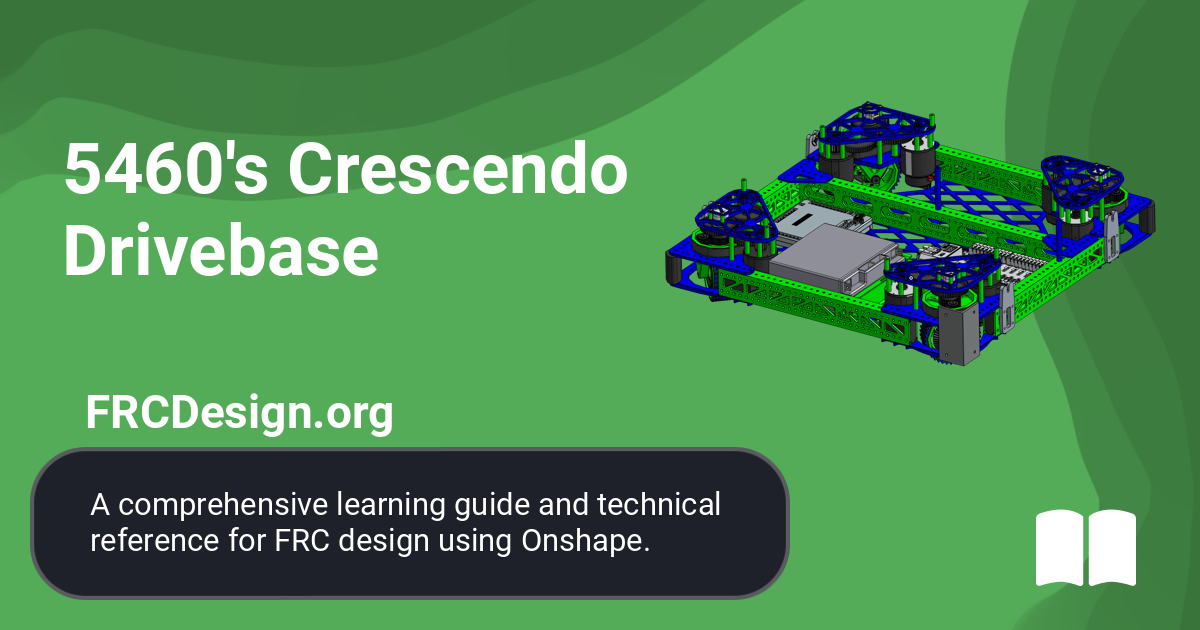 5460's Crescendo
Drivebase
FRCDesign.org
A comprehensive learning guide and technical
reference for FRC design using Onshape.